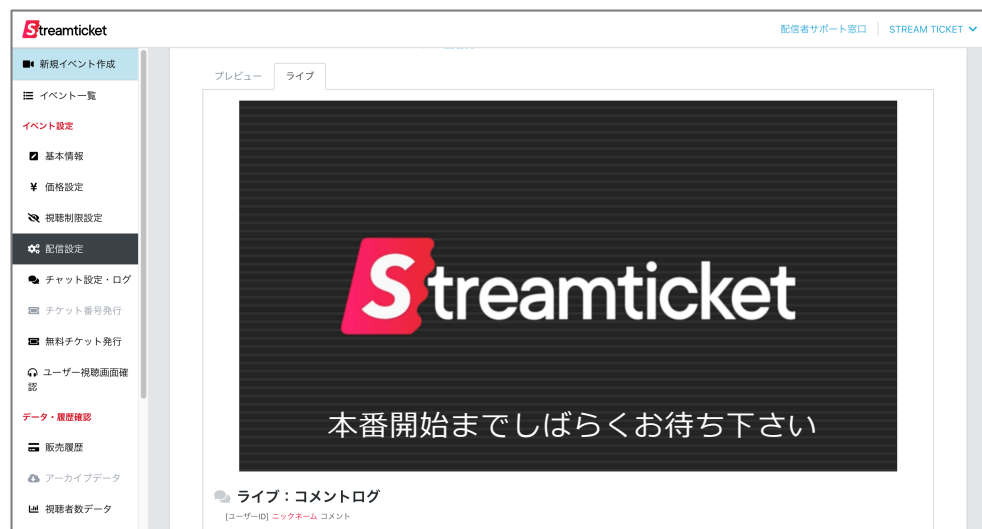 Streamticket
配信者サポート窓口
STREAM TICKET
新規イベント作成
イベント一覧
イベント設定
基本情報
価格設定
視聴制限設定
配信設定
チャット設定・ログ
チケット番号発行
無料チケット発行
ユーザー視聴画面確
認
データ・履歴確認
販売履歴
アーカイブデータ
視聴者数データ
プレビュー
ライブ
Streamticket
本番開始までしばらくお待ち下さい
ライブ：コメントログ
[ユーザーID] ニックネーム コメント